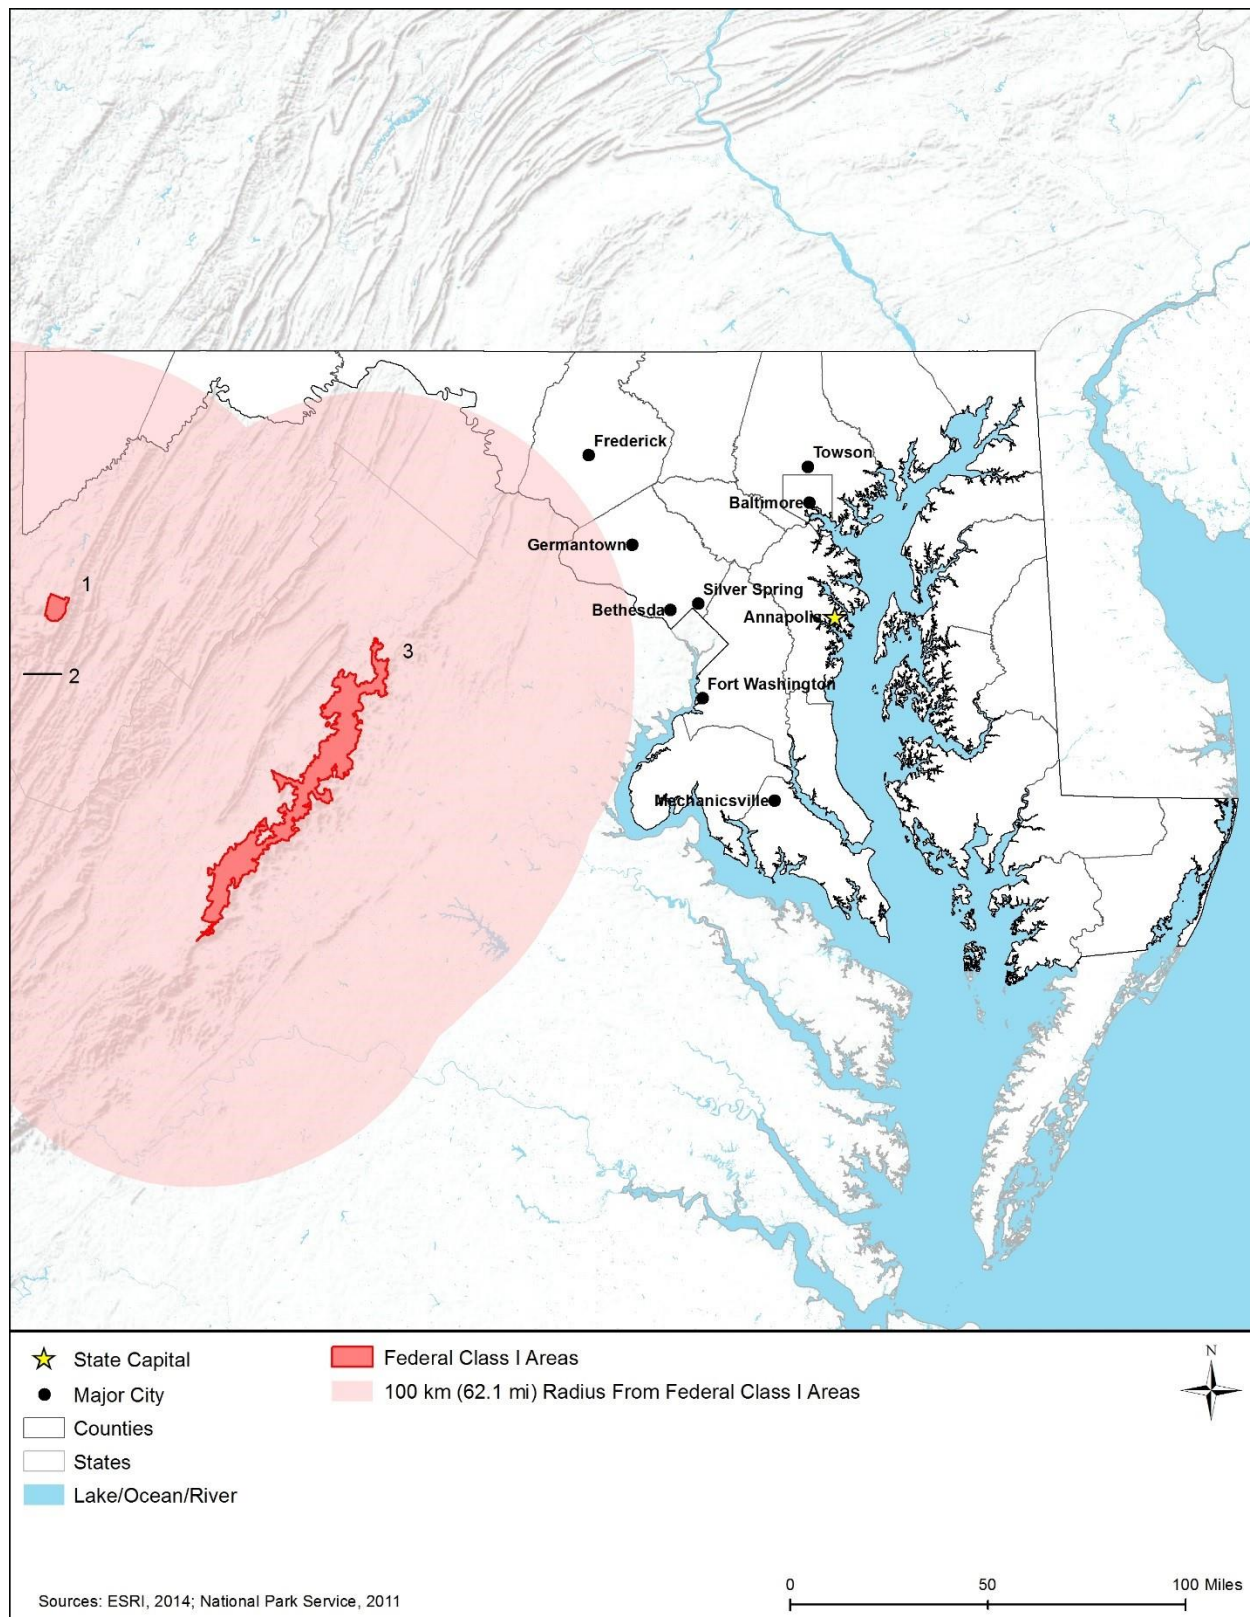 Frederick
Towson
Baltimore
Germantown
1
Silver Spring
Bethesda
Annapolis
3
2
Fort Washington
Mechanicsville
State Capital
Federal Class I Areas
N
Major City
100 km (62.1 mi) Radius From Federal Class I Areas
Counties
States
Lake/Ocean/River
0 50 100 Miles
Sources: ESRI, 2014; National Park Service, 2011